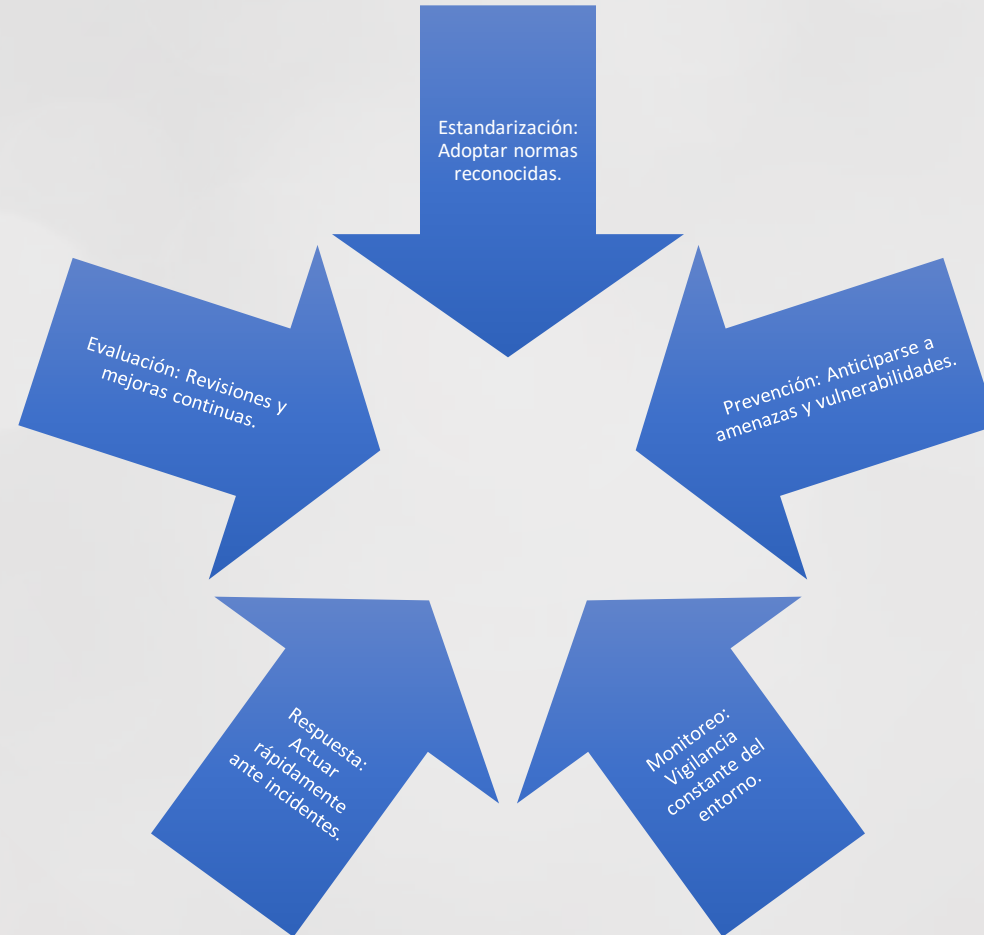 Estandarización:
Adoptar normas
reconocidas.
Prevención: Anticiparse a
amenazas y vulnerabilidades.
Monitoreo:
Vigilancia
constante del
entorno.
Respuesta:
Actuar
rápidamente
ante incidentes.
Evaluación: Revisiones y
mejoras continuas.